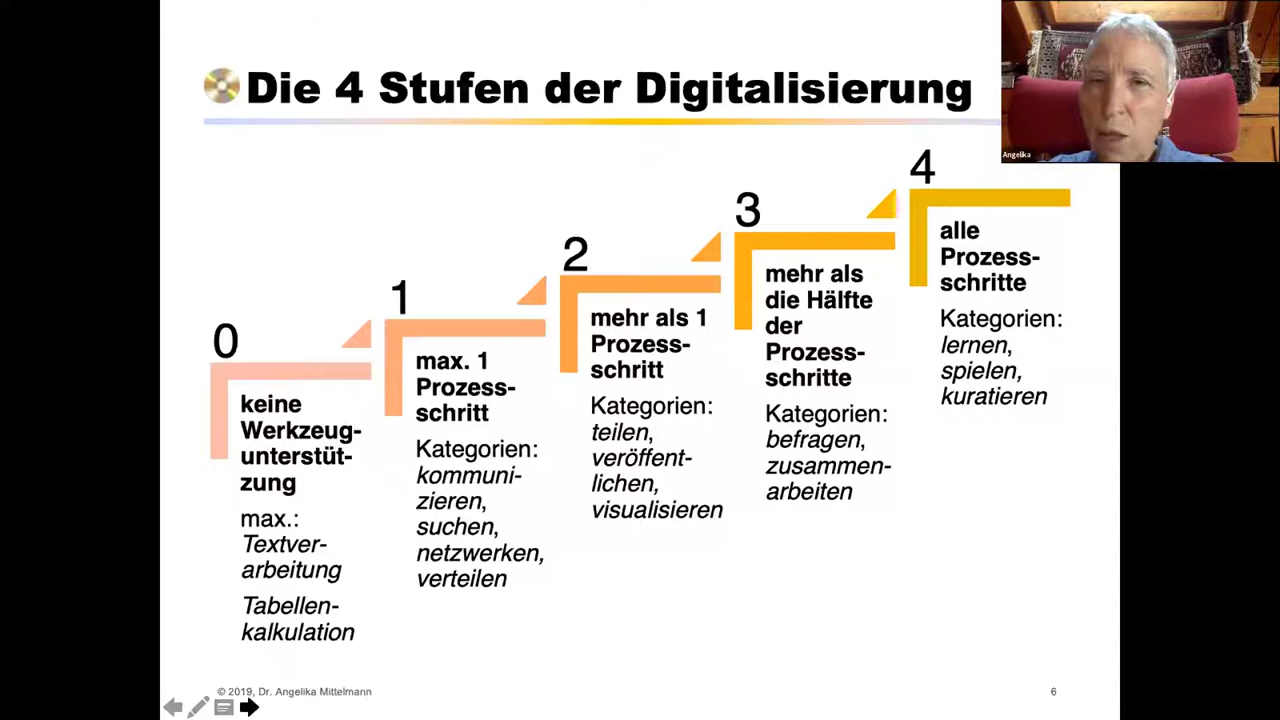 Die 4 Stufen der Digitalisierung
Angelika
0
keine
Werkzeug-
unterstüt-
zung
max.:
Textver-
arbeitung
Tabellen-
kalkulation
1
max. 1
Prozess-
schritt
Kategorien:
kommuni-
zieren,
suchen,
netzwerken,
verteilen
2
mehr als 1
Prozess-
schritt
Kategorien:
teilen,
veröffent-
lichen,
visualisieren
3
mehr als
die Hälfte
der
Prozess-
schritte
Kategorien:
befragen,
zusammen-
arbeiten
4
alle
Prozess-
schritte
Kategorien:
lernen,
spielen,
kuratieren
© 2019, Dr. Angelika Mittelmann
6